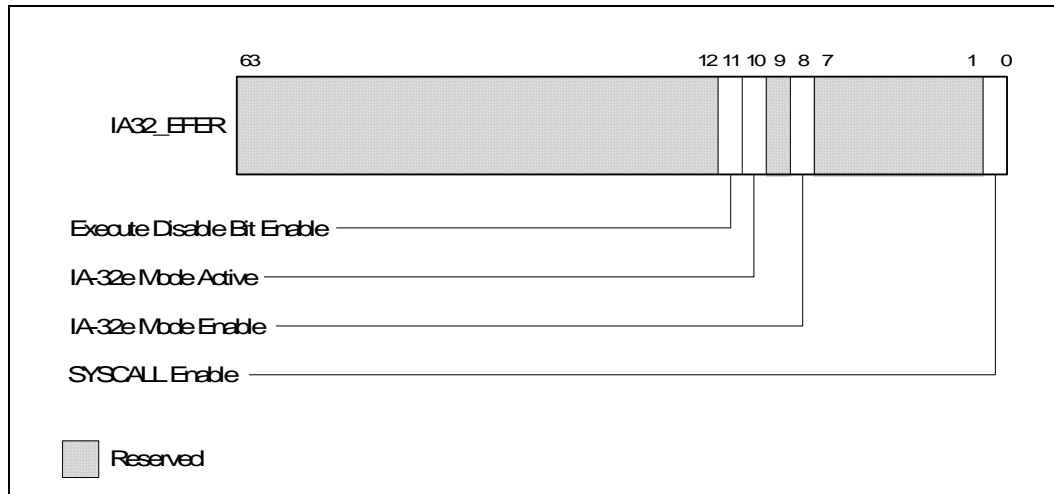 63 12 11 10 9 8 7 1 0
IA32_EFER
Execute Disable Bit Enable
IA-32e Mode Active
IA-32e Mode Enable
SYSCALL Enable
Reserved